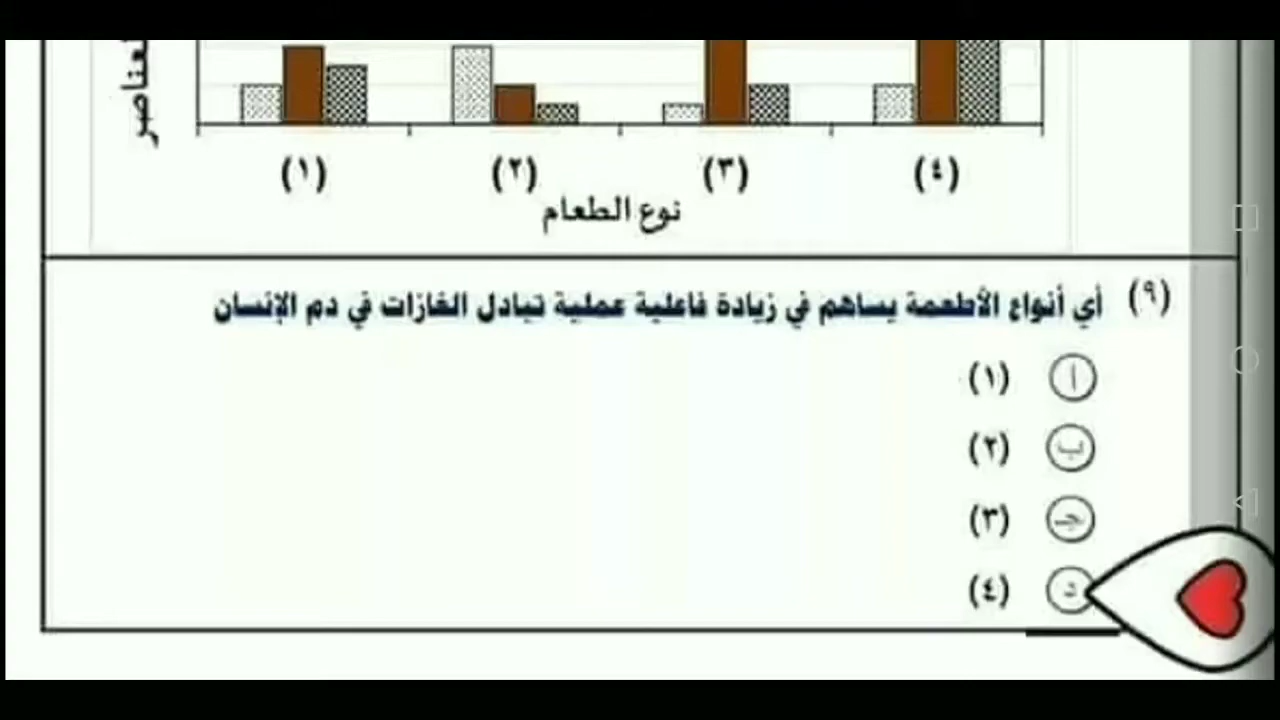 (١) (٢) (٣) (٤)
نوع الطعام
(٩) أي أنواع الأطعمة يساهم في زيادة فاعلية عملية تبادل الغازات في دم الإنسان
أ (١)
ب (٢)
جـ (٣)
د (٤)